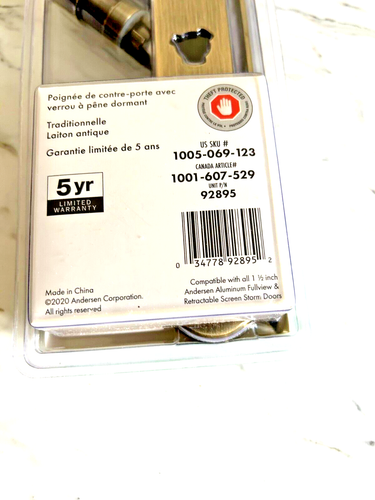 Poignée de contre-porte avec
verrou à pêne dormant
Traditionnelle
Laiton antique
Garantie limitée de 5 ans
THEFT PROTECTED
5 yr
LIMITED
WARRANTY
US SKU #
1005-069-123
CANADA ARTICLE#
1001-607-529
UNIT P/N
92895
0 34778 92895 2
Made in China
©2020 Andersen Corporation.
All rights reserved
Compatible with all 1 ½ inch
Andersen Aluminum Fullview &
Retractable Screen Storm Doors